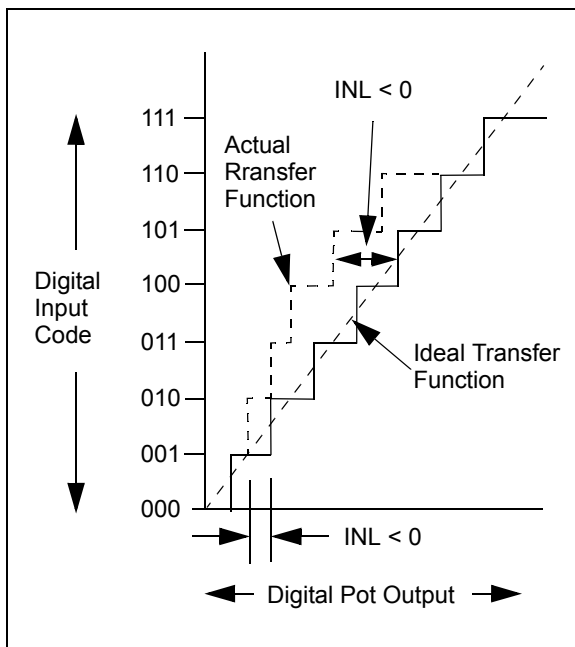 INL < 0
111
Actual
Rransfer
Function
110
101
Digital
Input
Code
100
011
Ideal Transfer
Function
010
001
000
INL < 0
Digital Pot Output